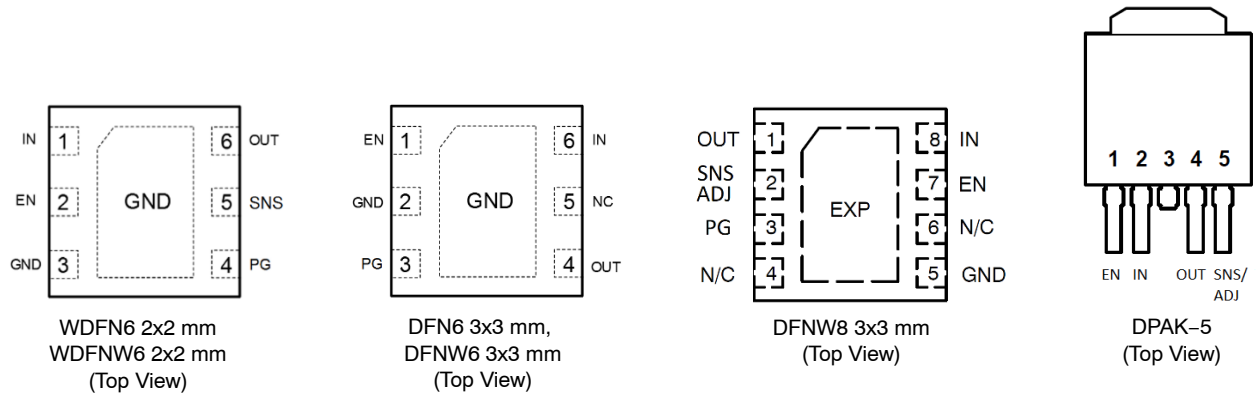 IN 1 6 OUT
EN 2 GND 5 SNS
GND 3 4 PG
WDFN6 2x2 mm
WDFNW6 2x2 mm
(Top View)
EN 1 6 IN
GND 2 GND 5 NC
PG 3 4 OUT
DFN6 3x3 mm,
DFNW6 3x3 mm
(Top View)
OUT 1 8 IN
SNS
ADJ 2 7 EN
EXP
PG 3 6 N/C
N/C 4 5 GND
DFNW8 3x3 mm
(Top View)
1 2 3 4 5
EN IN OUT SNS/
ADJ
DPAK−5
(Top View)